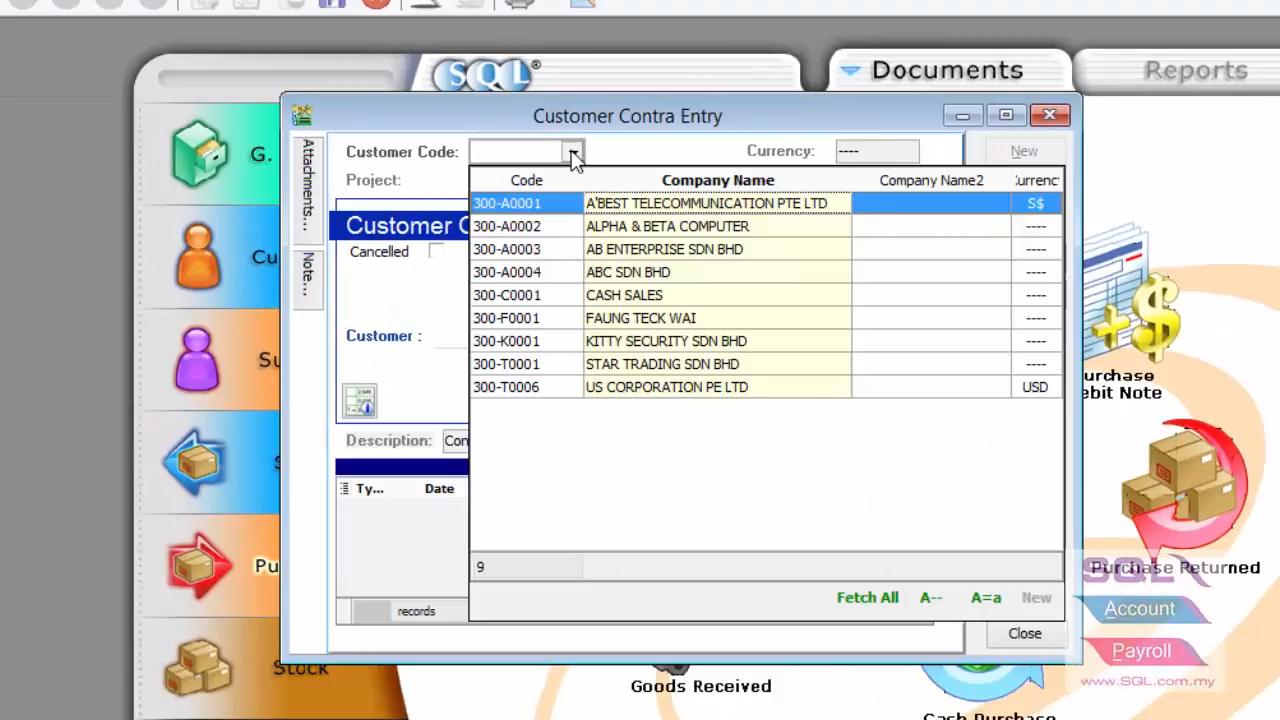 SQL®
Documents
Reports
Customer Contra Entry
Attachments...
Note...
Customer Code:
Currency: ----
New
Project:
Code Company Name Company Name2 Currenc
300-A0001 A'BEST TELECOMMUNICATION PTE LTD S$
300-A0002 ALPHA & BETA COMPUTER ----
300-A0003 AB ENTERPRISE SDN BHD ----
300-A0004 ABC SDN BHD ----
300-C0001 CASH SALES ----
300-F0001 FAUNG TECK WAI ----
300-K0001 KITTY SECURITY SDN BHD ----
300-T0001 STAR TRADING SDN BHD ----
300-T0006 US CORPORATION PE LTD USD
9
Fetch All A-- A=a New
Customer C
Cancelled
Customer :
Description: Con
Ty... Date
records
Close
G.
Cu
Su
S
Pu
Stock
urchase
ebit Note
Purchase Returned
Goods Received
Cash Purchase
SQL
Account
Payroll
www.SQL.com.my